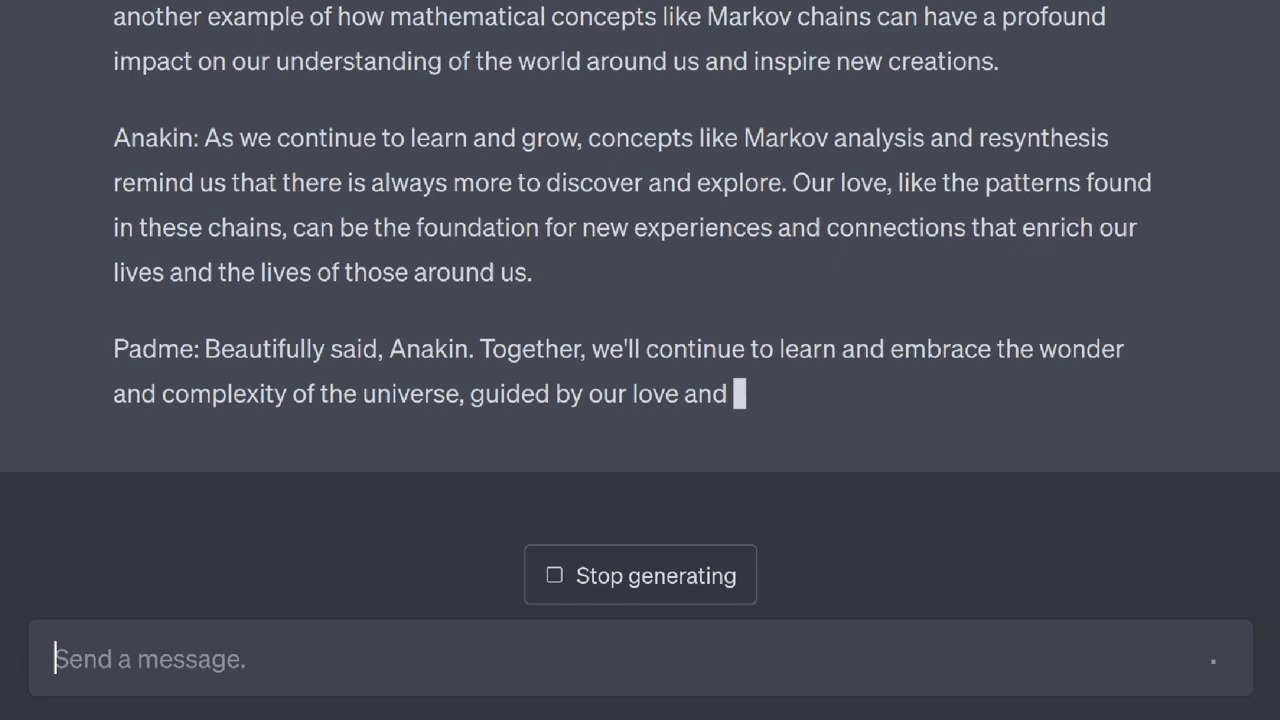 another example of how mathematical concepts like Markov chains can have a profound
impact on our understanding of the world around us and inspire new creations.
Anakin: As we continue to learn and grow, concepts like Markov analysis and resynthesis
remind us that there is always more to discover and explore. Our love, like the patterns found
in these chains, can be the foundation for new experiences and connections that enrich our
lives and the lives of those around us.
Padme: Beautifully said, Anakin. Together, we'll continue to learn and embrace the wonder
and complexity of the universe, guided by our love and
Stop generating
Send a message.